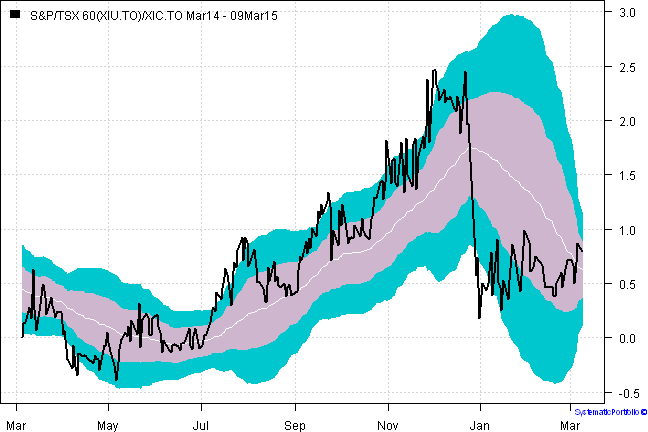 S&P/TSX 60(XIU.TO)/XIC.TO Mar14 - 09Mar15
3.0
2.5
2.0
1.5
1.0
0.5
0.0
-0.5
SystematicPortfolio ©
Mar May Jul Sep Nov Jan Mar